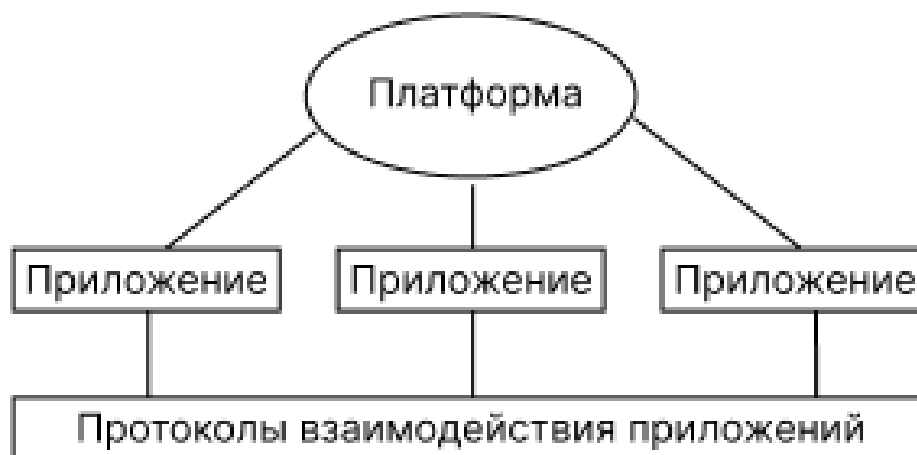 Платформа
Приложение
Приложение
Приложение
Протоколы взаимодействия приложений